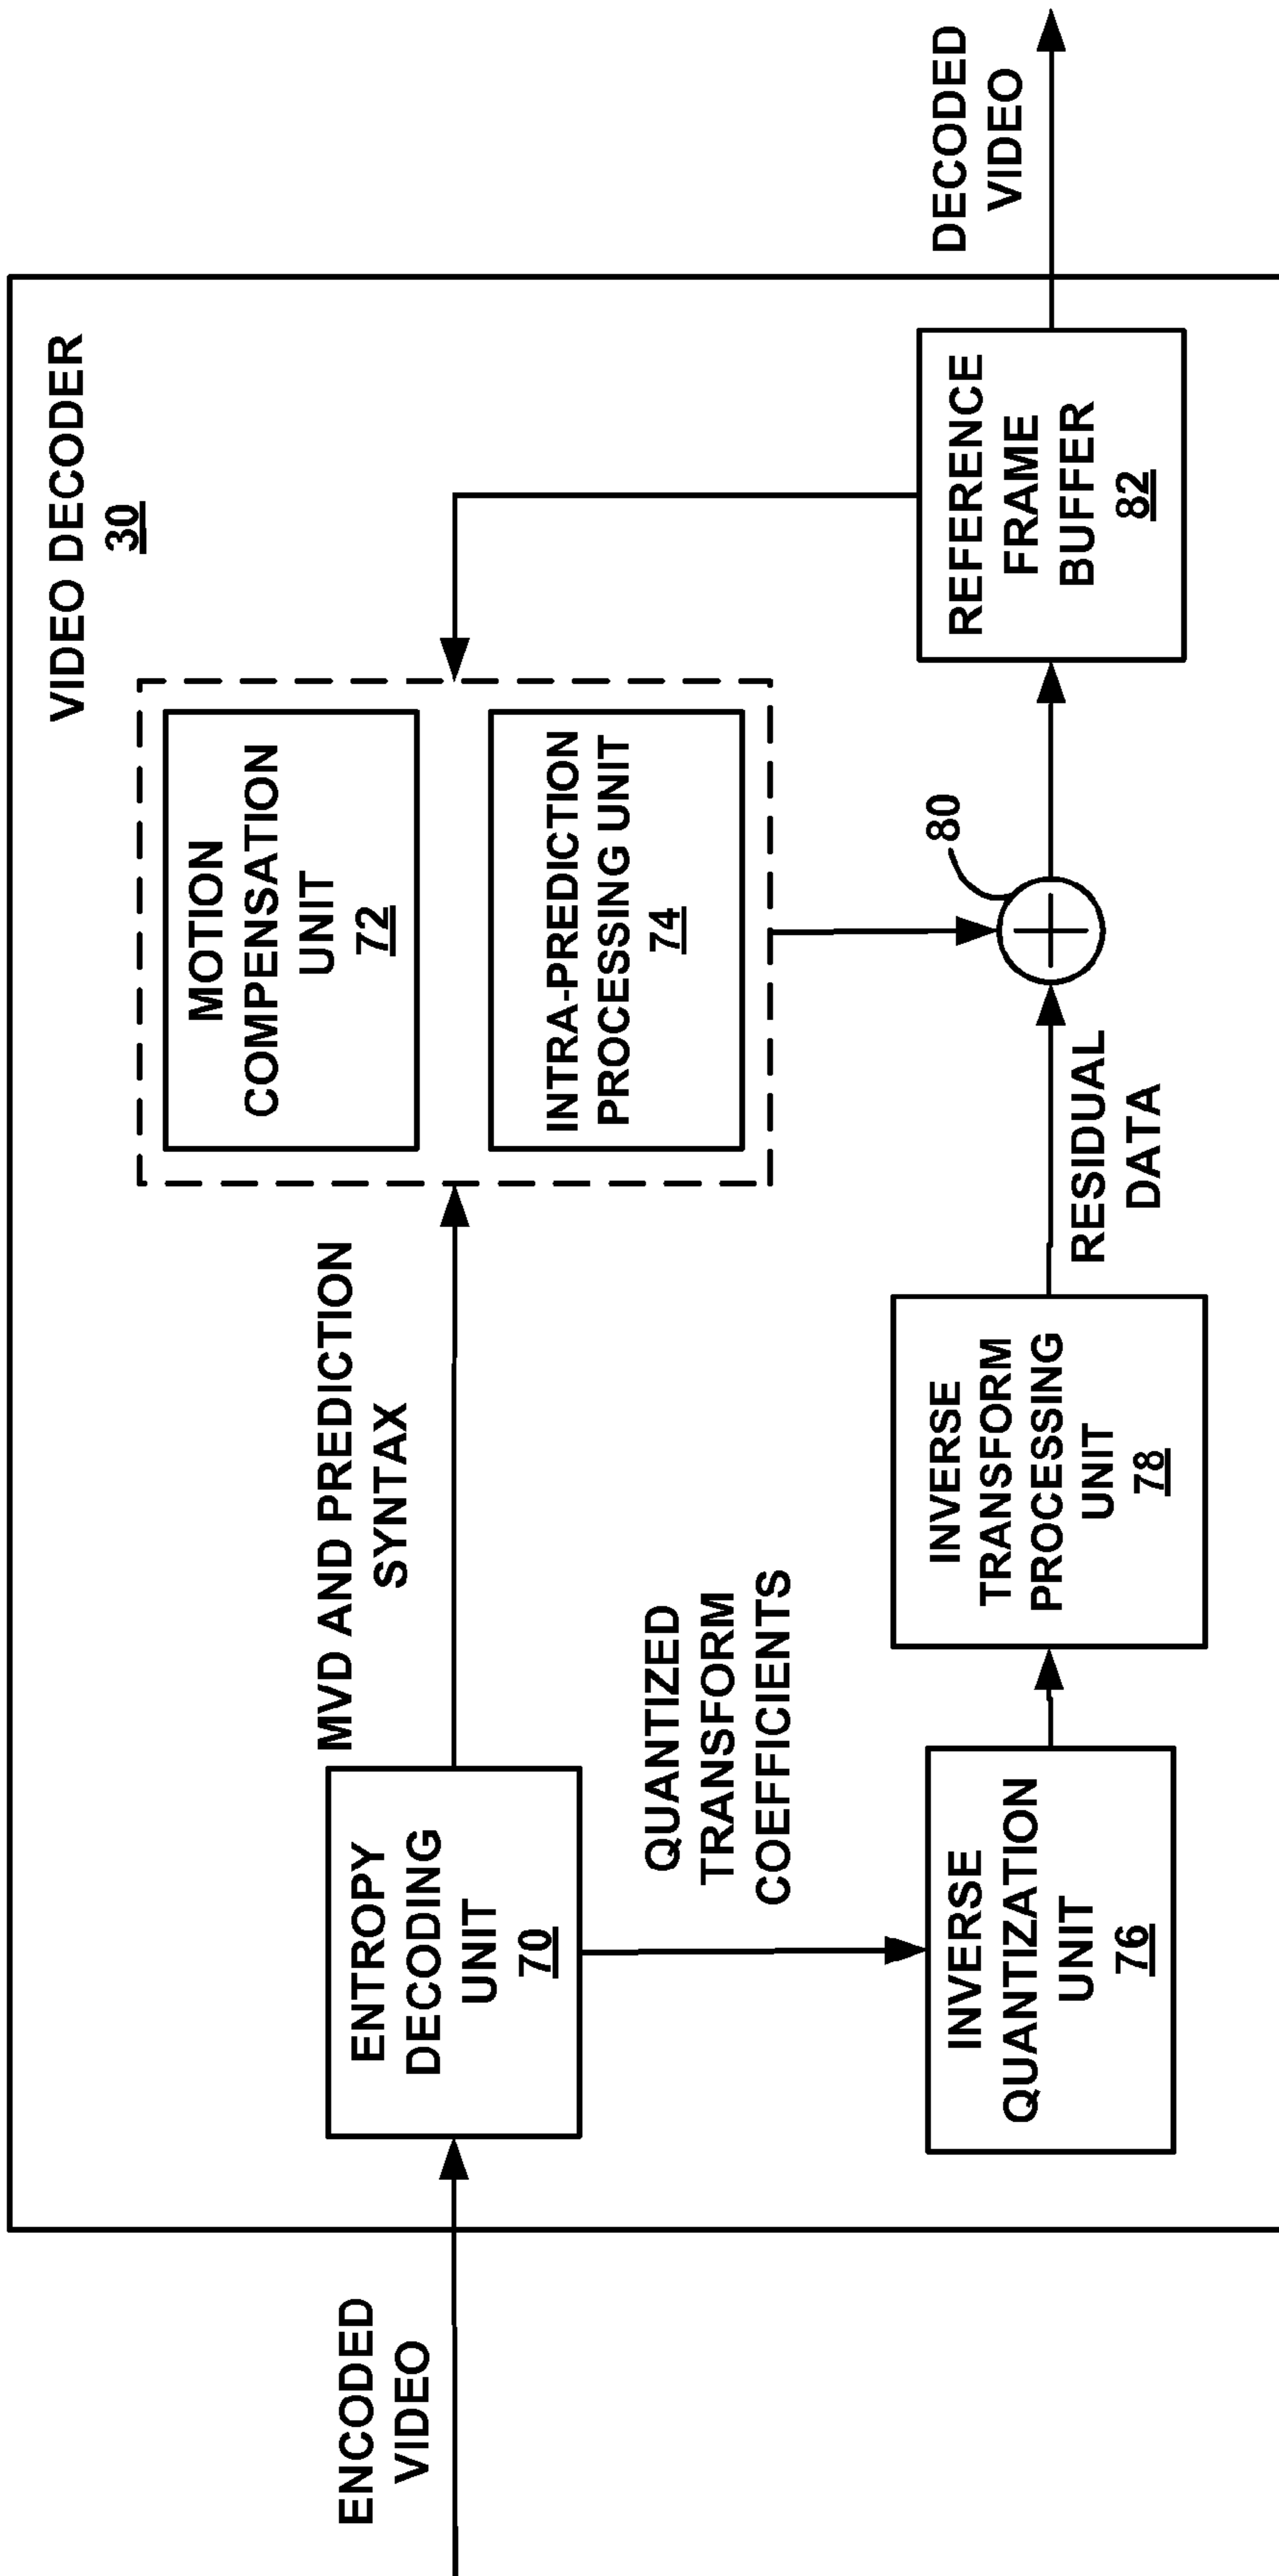 VIDEO DECODER
30
ENCODED
VIDEO
ENTROPY
DECODING
UNIT
70
MVD AND PREDICTION
SYNTAX
MOTION
COMPENSATION
UNIT
72
INTRA-PREDICTION
PROCESSING UNIT
74
QUANTIZED
TRANSFORM
COEFFICIENTS
INVERSE
QUANTIZATION
UNIT
76
INVERSE
TRANSFORM
PROCESSING
UNIT
78
RESIDUAL
DATA
80
REFERENCE
FRAME
BUFFER
82
DECODED
VIDEO